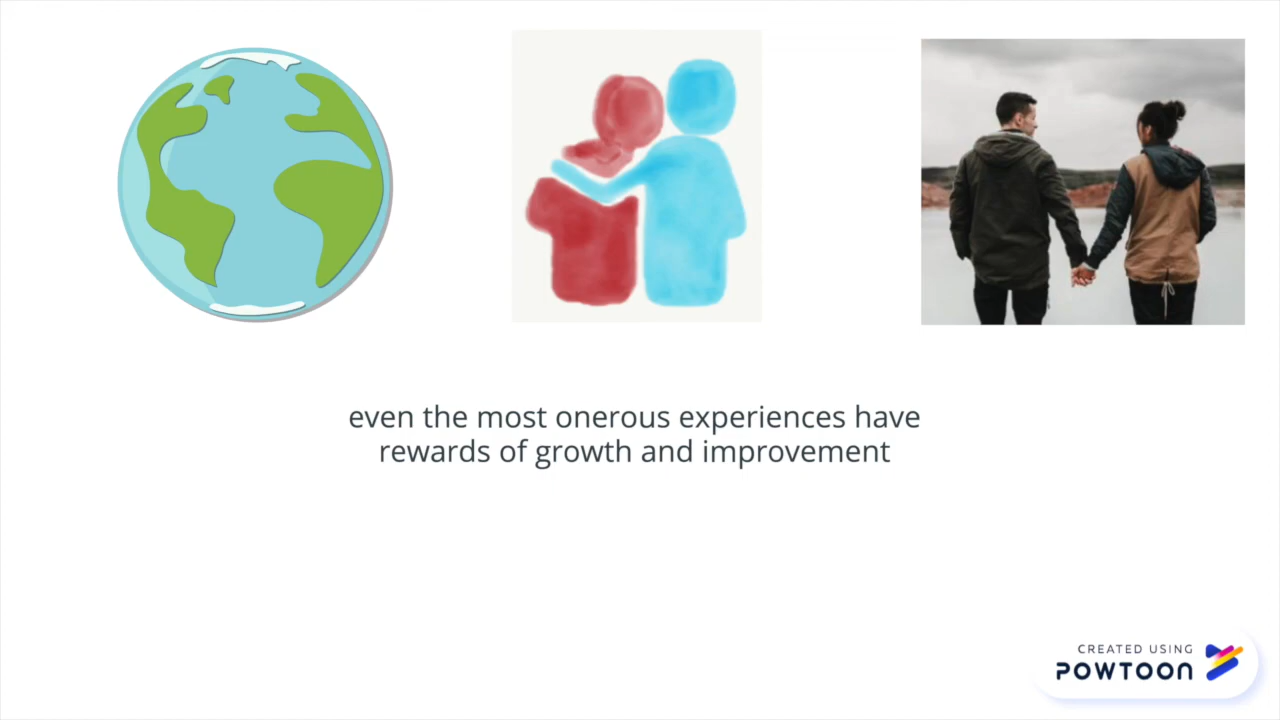 even the most onerous experiences have
rewards of growth and improvement
CREATED USING
POWTOON